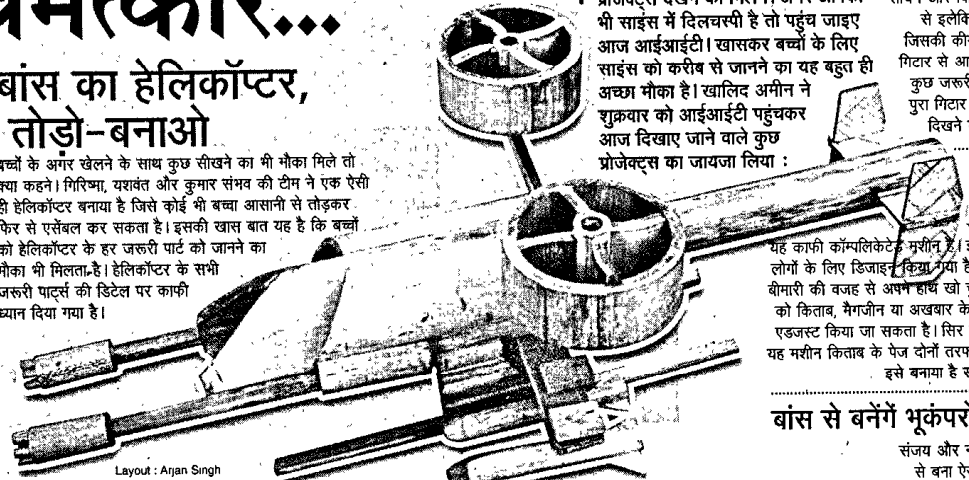 चमत्कार...
बांस का हेलिकॉप्टर,
तोड़ो-बनाओ
बच्चों के अगर खेलने के साथ कुछ सीखने का भी मौका मिले तो
क्या कहने। गिरिष्मा, यशवंत और कुमार संभव की टीम ने एक ऐसी
ही हेलिकॉप्टर बनाया है जिसे कोई भी बच्चा आसानी से तोड़कर
फिर से एसेंबल कर सकता है। इसकी खास बात यह है कि बच्चों
को हेलिकॉप्टर के हर जरूरी पार्ट को जानने का
मौका भी मिलता है। हेलिकॉप्टर के सभी
जरूरी पार्ट्स की डिटेल पर काफी
ध्यान दिया गया है।
Layout : Arjan Singh
भी साइंस में दिलचस्पी है तो पहुंच जाइए
आज आईआईटी। खासकर बच्चों के लिए
साइंस को करीब से जानने का यह बहुत ही
अच्छा मौका है। खालिद अमीन ने
शुक्रवार को आईआईटी पहुंचकर
आज दिखाए जाने वाले कुछ
प्रोजेक्ट्स का जायजा लिया :
से
जिसकी
गिटार से
कुछ
पुरा गिटार
दिखने
यह काफी कॉम्पलिकेटेड मशीन है।
लोगों के लिए डिजाइन किया गया है
बीमारी की वजह से अपने हाथ खो
को किताब, मैगजीन या अखबार के
एडजस्ट किया जा सकता है। सिर
यह मशीन किताब के पेज दोनों तरफ
इसे बनाया है
बांस से बनेंगें
संजय और
से बना